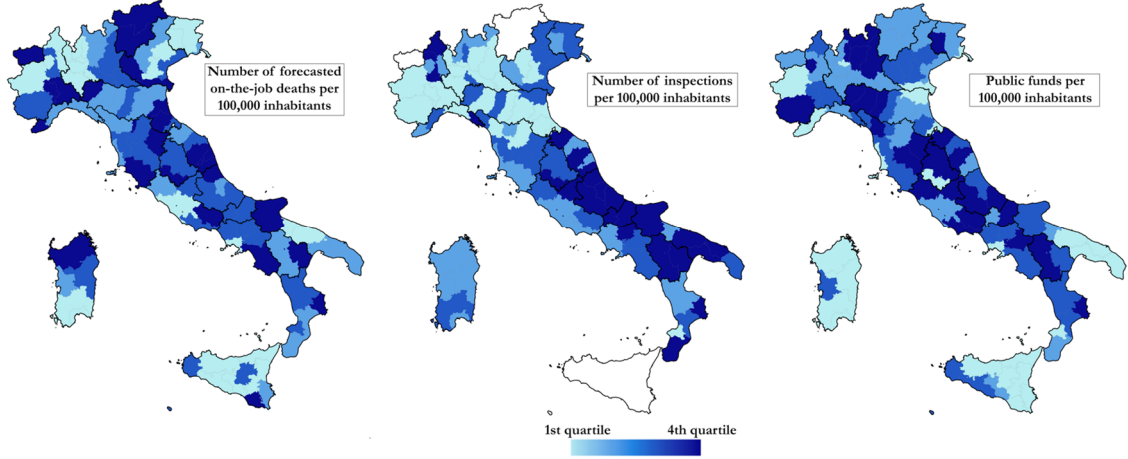 Number of forecasted
on-the-job deaths per
100,000 inhabitants
Number of inspections
per 100,000 inhabitants
Public funds per
100,000 inhabitants
1st quartile
4th quartile